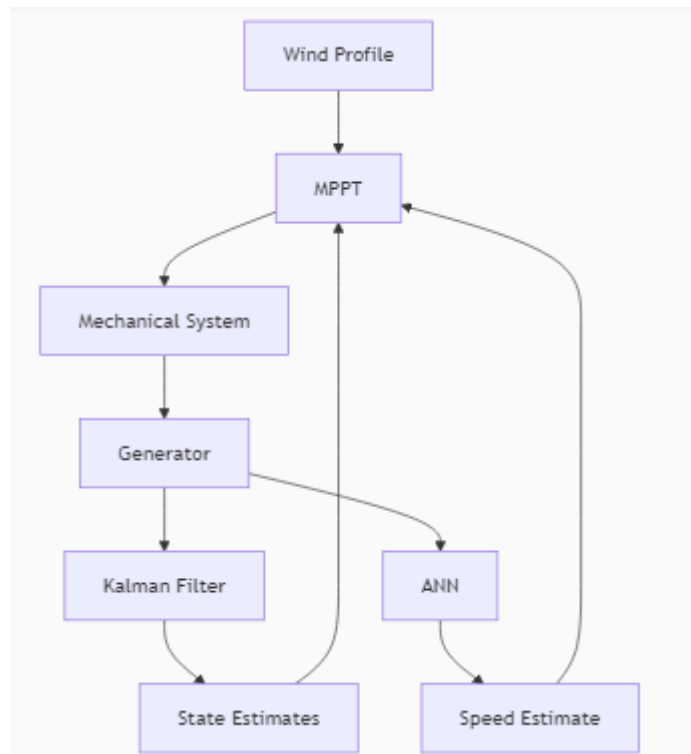 Wind Profile
MPPT
Mechanical System
Generator
Kalman Filter
ANN
State Estimates
Speed Estimate